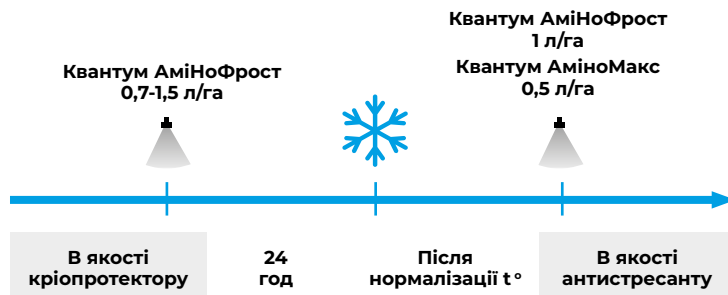 Квантум АміНоФрост
1 л/га
Квантум АміноМакс
0,5 л/га
Квантум АміНоФрост
0,7-1,5 л/га
В якості
кріопротектору
24
год
Після
нормалізації t°
В якості
антистресанту